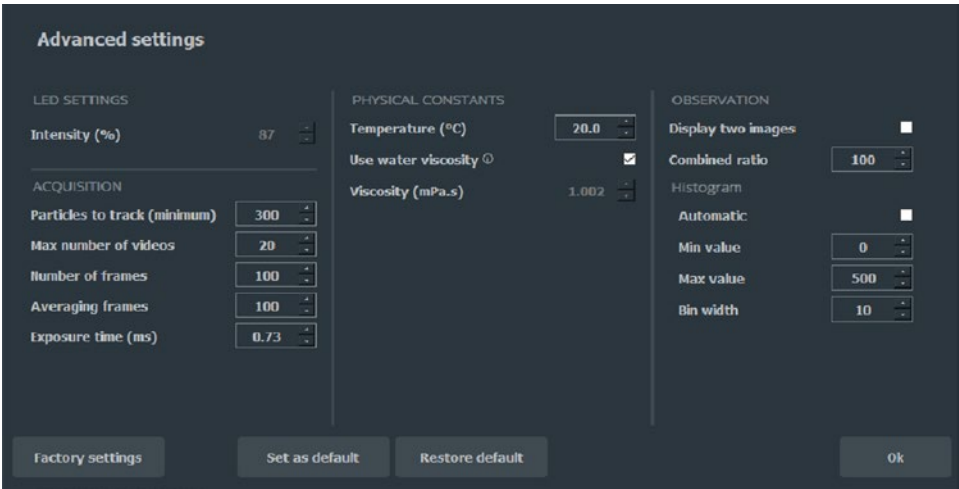 Advanced settings
LED SETTINGS
Intensity (%) 87
ACQUISITION
Particles to track (minimum) 300
Max number of videos 20
Number of frames 100
Averaging frames 100
Exposure time (ms) 0.73
PHYSICAL CONSTANTS
Temperature (°C) 20.0
Use water viscosity
Viscosity (mPa.s) 1.002
OBSERVATION
Display two images
Combined ratio 100
Histogram
Automatic
Min value 0
Max value 500
Bin width 10
Factory settings Set as default Restore default Ok